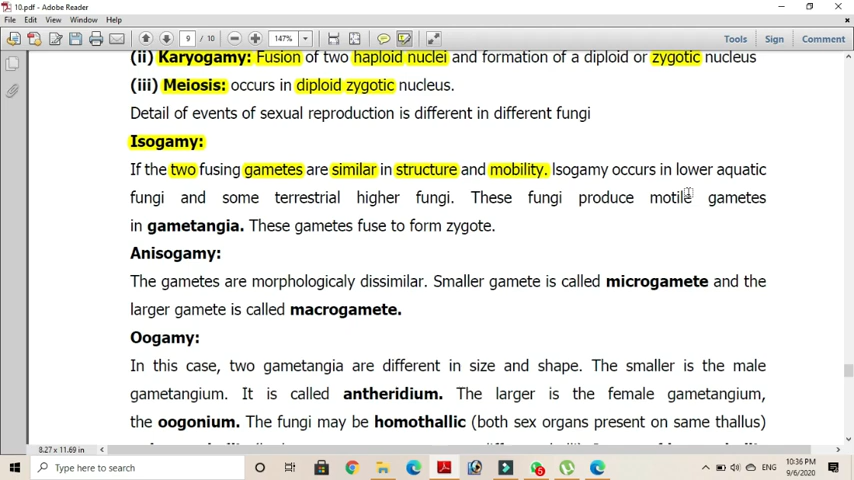 10.pdf - Adobe Reader
File Edit View Window Help
9 / 10 147% Tools Sign Comment
(ii) Karyogamy: Fusion of two haploid nuclei and formation of a diploid or zygotic nucleus
(iii) Meiosis: occurs in diploid zygotic nucleus.
Detail of events of sexual reproduction is different in different fungi
Isogamy:
If the two fusing gametes are similar in structure and mobility. Isogamy occurs in lower aquatic
fungi and some terrestrial higher fungi. These fungi produce motile gametes
in gametangia. These gametes fuse to form zygote.
Anisogamy:
The gametes are morphologicaly dissimilar. Smaller gamete is called microgamete and the
larger gamete is called macrogamete.
Oogamy:
In this case, two gametangia are different in size and shape. The smaller is the male
gametangium. It is called antheridium. The larger is the female gametangium,
the oogonium. The fungi may be homothallic (both sex organs present on same thallus)
8.27 x 11.69 in
Type here to search
ENG
10:36 PM
9/6/2020